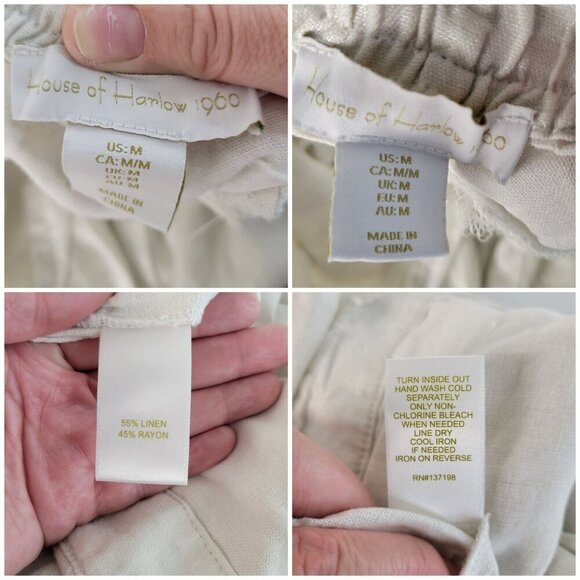 House of Harlow 1960
US: M
CA: M/M
UK: M
EU: M
AU: M
MADE IN
CHINA
House of Harlow 1960
US: M
CA: M/M
UK: M
EU: M
AU: M
MADE IN
CHINA
55% LINEN
45% RAYON
TURN INSIDE OUT
HAND WASH COLD
SEPARATELY
ONLY NON-
CHLORINE BLEACH
WHEN NEEDED
LINE DRY
COOL IRON
IF NEEDED
IRON ON REVERSE
RN#137198